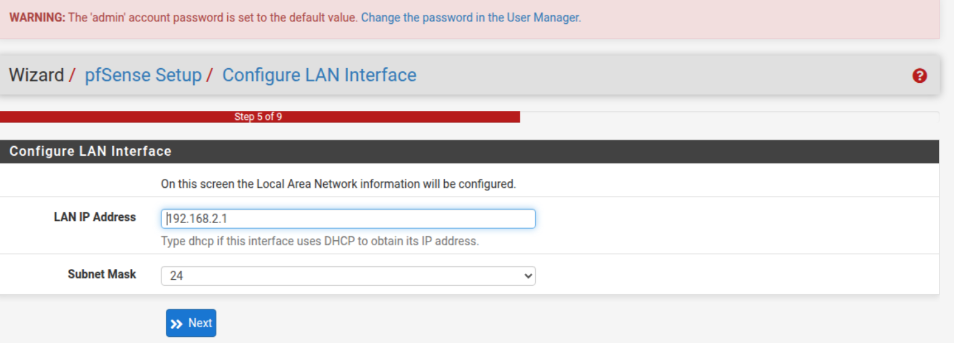 WARNING: The 'admin' account password is set to the default value. Change the password in the User Manager.
Wizard / pfSense Setup / Configure LAN Interface
Step 5 of 9
Configure LAN Interface
On this screen the Local Area Network information will be configured.
LAN IP Address
192.168.2.1
Type dhcp if this interface uses DHCP to obtain its IP address.
Subnet Mask
24
Next